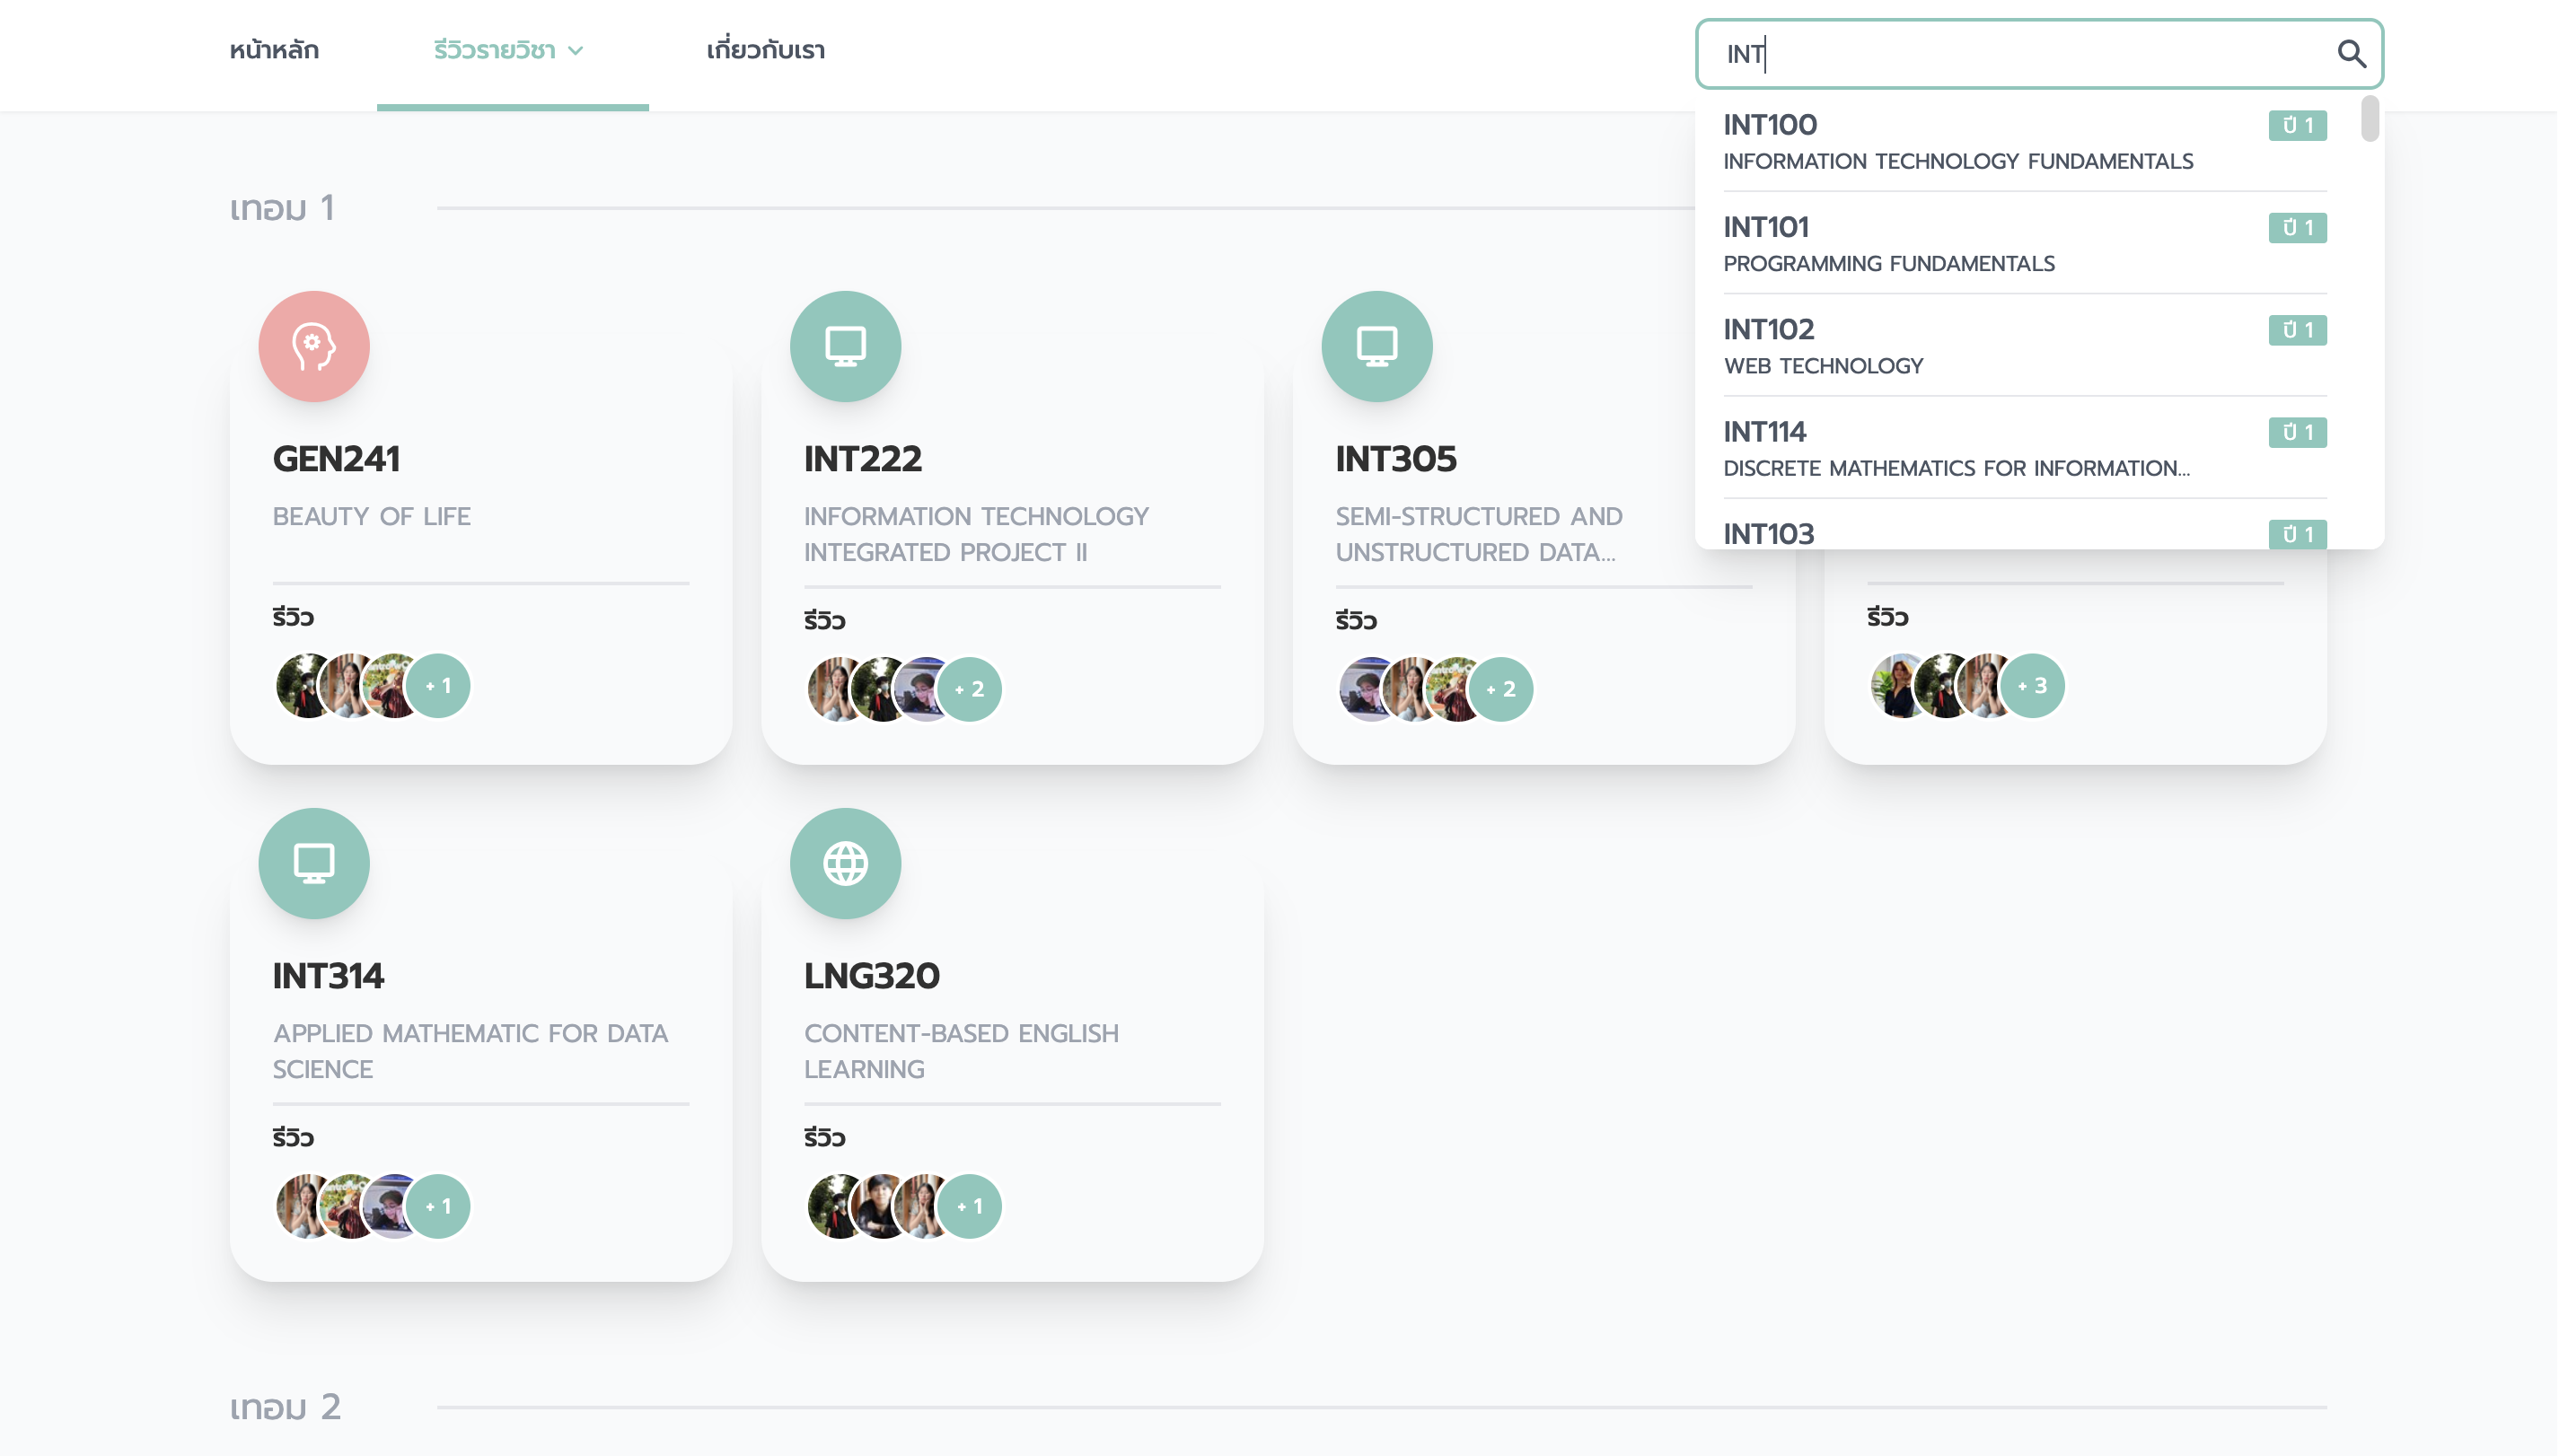 หน้าหลัก
รีวิวรายวิชา
เกี่ยวกับเรา
INT
INT100
ปี 1
INFORMATION TECHNOLOGY FUNDAMENTALS
INT101
ปี 1
PROGRAMMING FUNDAMENTALS
INT102
ปี 1
WEB TECHNOLOGY
INT114
ปี 1
DISCRETE MATHEMATICS FOR INFORMATION...
INT103
ปี 1
เทอม 1
GEN241
BEAUTY OF LIFE
รีวิว
+ 1
INT222
INFORMATION TECHNOLOGY
INTEGRATED PROJECT II
รีวิว
+ 2
INT305
SEMI-STRUCTURED AND
UNSTRUCTURED DATA...
รีวิว
+ 2
รีวิว
+ 3
INT314
APPLIED MATHEMATIC FOR DATA
SCIENCE
รีวิว
+ 1
LNG320
CONTENT-BASED ENGLISH
LEARNING
รีวิว
+ 1
เทอม 2